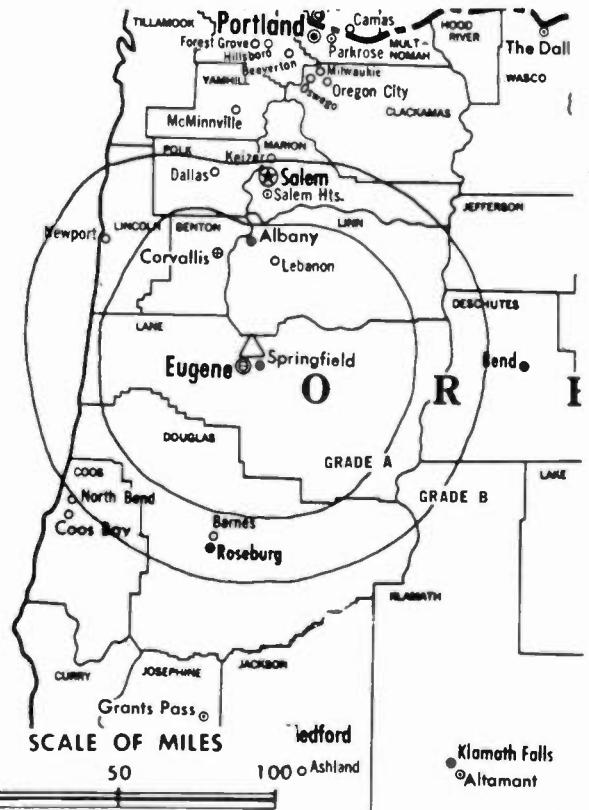 TILLAMOOK
Portland
Camas
HOOD RIVER
Forest Grove
Hillsboro
Parkrose
MULTNOMAH
The Dall
Beaverton
Milwaukie
WASCO
YAMHILL
Oswego
Oregon City
CLACKAMAS
McMinnville
MARION
POLK
Keizer
Dallas
Salem
Salem Hts.
JEFFERSON
LINCOLN
BENTON
LINN
Newport
Albany
Corvallis
Lebanon
DESCHUTES
LANE
Eugene
Springfield
Bend
O R E
DOUGLAS
GRADE A
COOS
LAKE
GRADE B
North Bend
Coos Bay
Barnes
Roseburg
KLAMATH
CURRY
JOSEPHINE
JACKSON
Grants Pass
SCALE OF MILES
Medford
Klamath Falls
50
100
Ashland
Altamant